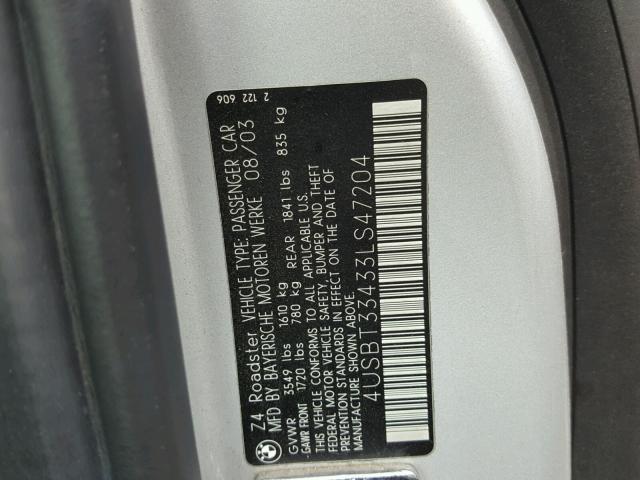 Z4 Roadster VEHICLE TYPE: PASSENGER CAR
MFD BY BAYERISCHE MOTOREN WERKE 08/03
GVWR 3549 lbs 1610 kg
GAWR FRONT 1720 lbs 780 kg REAR 1841 lbs 835 kg
THIS VEHICLE CONFORMS TO ALL APPLICABLE U.S.
FEDERAL MOTOR VEHICLE SAFETY, BUMPER AND THEFT
PREVENTION STANDARDS IN EFFECT ON THE DATE OF
MANUFACTURE SHOWN ABOVE.
4USBT33433LS47204
2 122 606